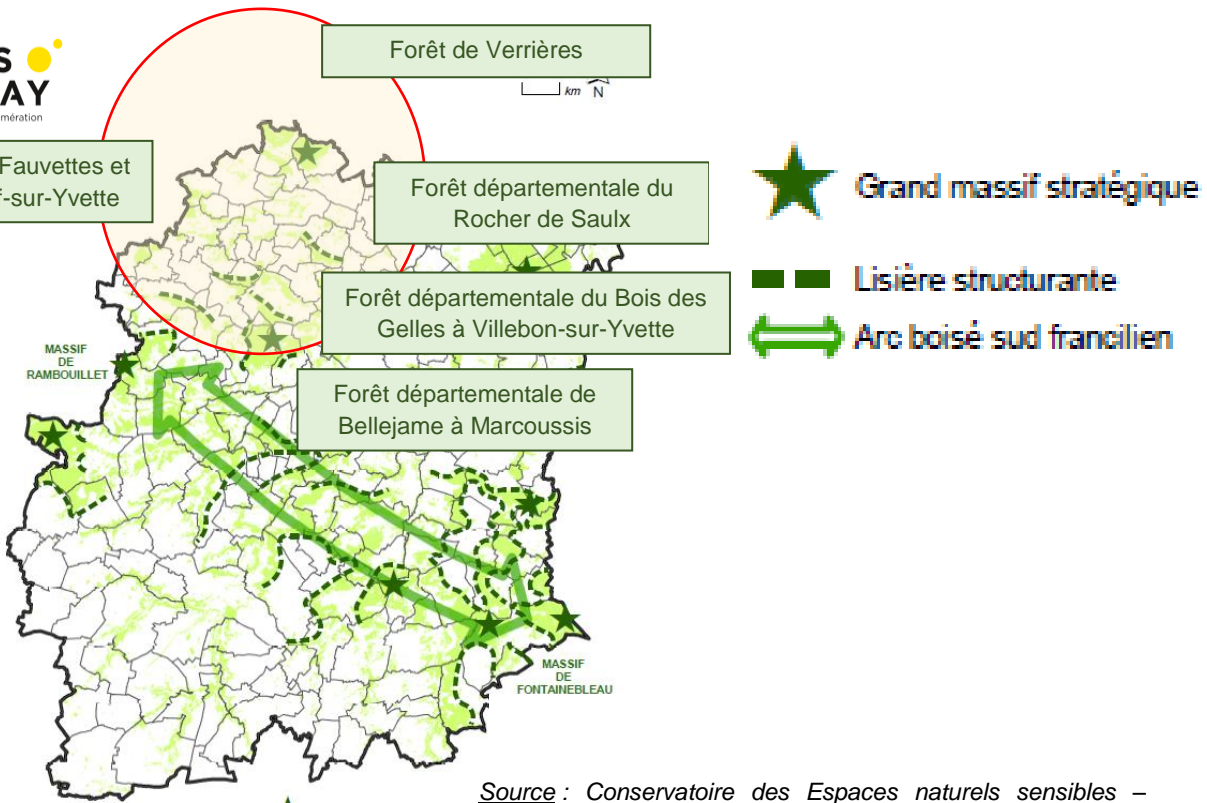 S
AY
mération
Forêt de Verrières
km N
Fauvettes et
f-sur-Yvette
Forêt départementale du
Rocher de Saulx
Forêt départementale du Bois des
Gelles à Villebon-sur-Yvette
Forêt départementale de
Bellejame à Marcoussis
MASSIF
DE
RAMBOUILLET
MASSIF
DE
FONTAINEBLEAU
Grand massif stratégique
Lisière structurante
Arc boisé sud francilien
Source : Conservatoire des Espaces naturels sensibles –